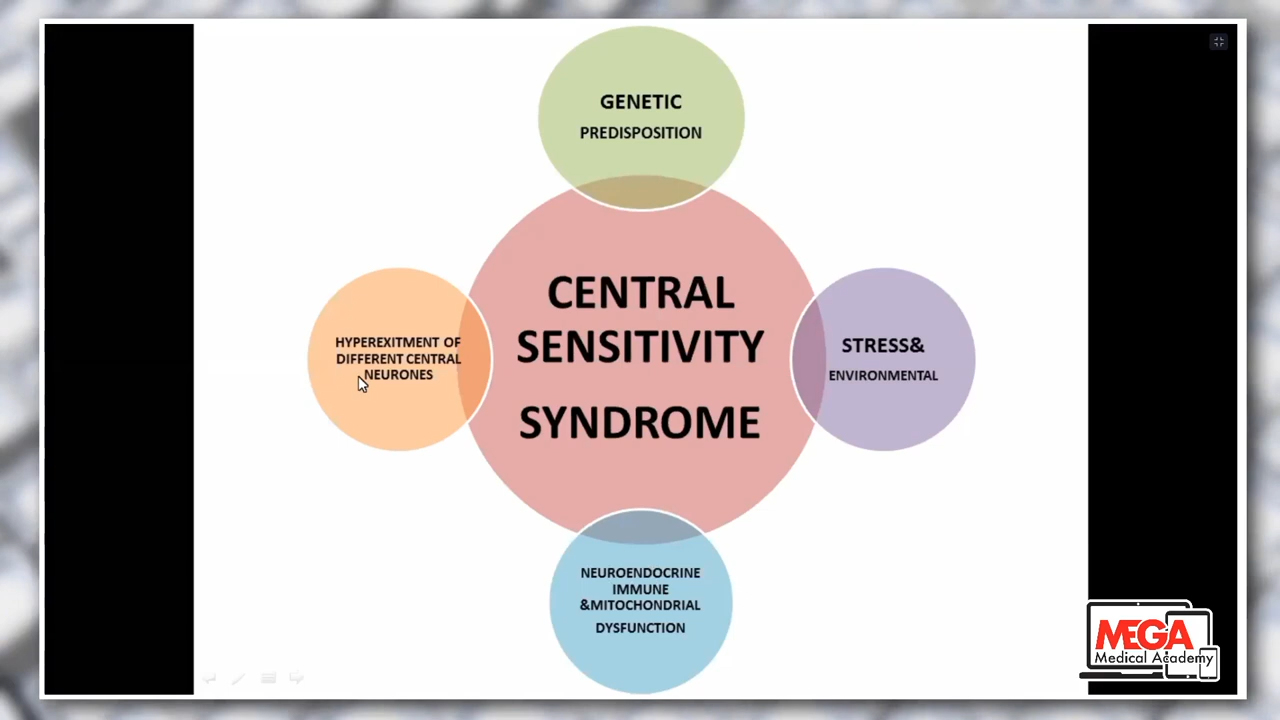 GENETIC
PREDISPOSITION
CENTRAL
SENSITIVITY
SYNDROME
HYPEREXITMENT OF
DIFFERENT CENTRAL
NEURONES
STRESS&
ENVIRONMENTAL
NEUROENDOCRINE
IMMUNE
&MITOCHONDRIAL
DYSFUNCTION
MEGA
Medical Academy